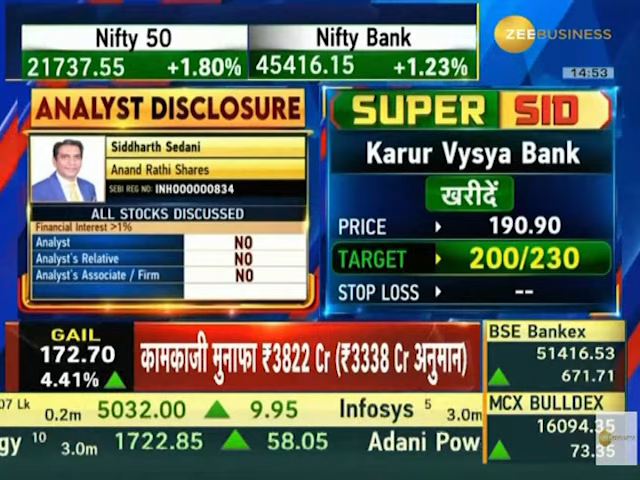 Nifty 50
21737.55 +1.80%
Nifty Bank
45416.15 +1.23%
ZEE BUSINESS
14:53
ANALYST DISCLOSURE
Siddharth Sedani
Anand Rathi Shares
SEBI REG NO: INH000000834
ALL STOCKS DISCUSSED
Financial Interest >1%
Analyst NO
Analyst's Relative NO
Analyst's Associate / Firm NO
SUPER SID
Karur Vysya Bank
खरीदें
PRICE 190.90
TARGET 200/230
STOP LOSS --
GAIL
172.70
4.41%
कामकाजी मुनाफा ₹3822 Cr (₹3338 Cr अनुमान)
BSE Bankex
51416.53
671.71
MCX BULLDEX
16094.35
73.35
07 Lk 0.2m 5032.00 9.95 Infosys 5 3.0m
gy 10 3.0m 1722.85 58.05 Adani Pow